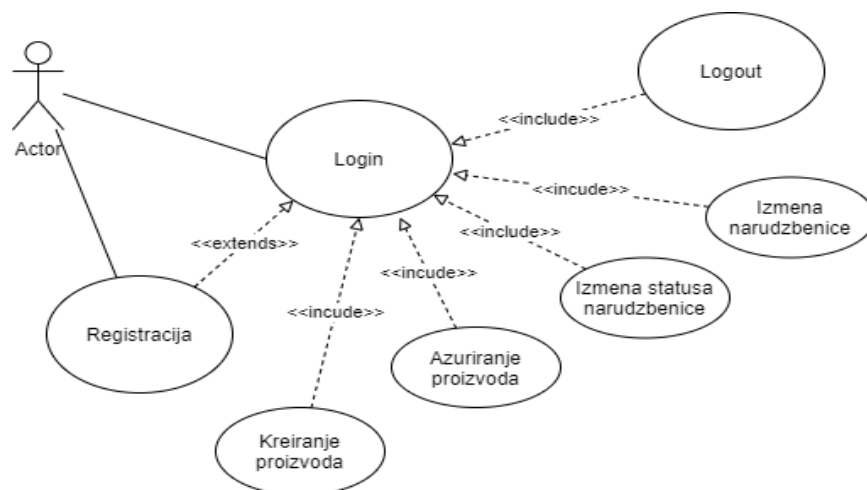 Logout
<<include>>
Actor
Login
<<incude>>
Izmena
narudzbenice
<<include>>
<<extends>>
<<incude>>
Izmena statusa
narudzbenice
<<incude>>
Registracija
Azuriranje
proizvoda
Kreiranje
proizvoda